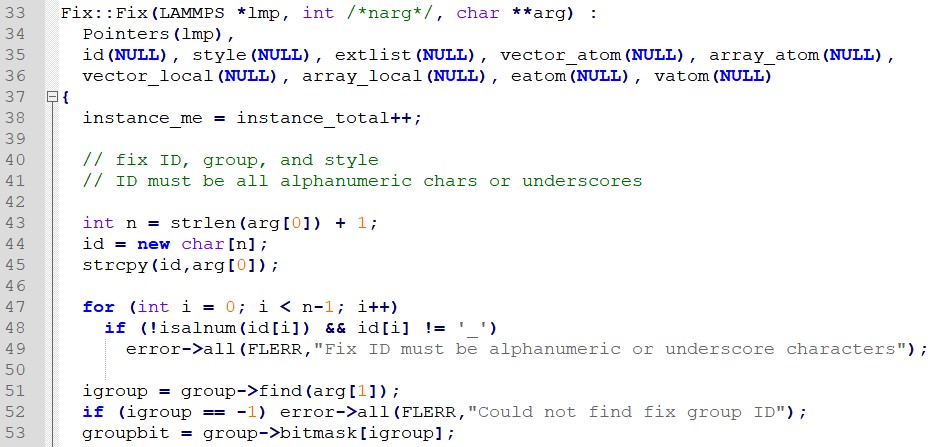 33 Fix::Fix(LAMMPS *lmp, int /*narg*/, char **arg) :
34   Pointers(lmp),
35   id(NULL), style(NULL), extlist(NULL), vector_atom(NULL), array_atom(NULL),
36   vector_local(NULL), array_local(NULL), eatom(NULL), vatom(NULL)
37 {
38   instance_me = instance_total++;
39
40   // fix ID, group, and style
41   // ID must be all alphanumeric chars or underscores
42
43   int n = strlen(arg[0]) + 1;
44   id = new char[n];
45   strcpy(id,arg[0]);
46
47   for (int i = 0; i < n-1; i++)
48     if (!isalnum(id[i]) && id[i] != '_')
49       error->all(FLERR,"Fix ID must be alphanumeric or underscore characters");
50
51   igroup = group->find(arg[1]);
52   if (igroup == -1) error->all(FLERR,"Could not find fix group ID");
53   groupbit = group->bitmask[igroup];